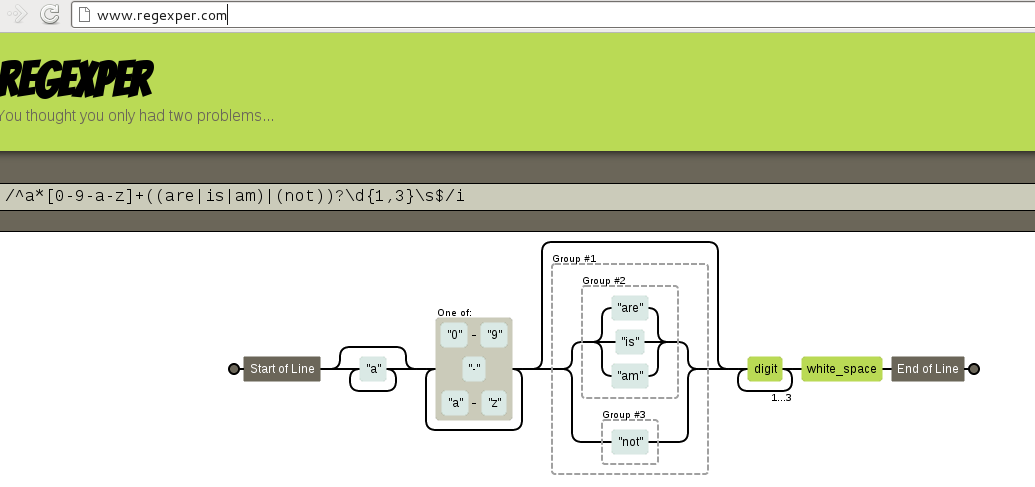 www.regexper.com
REGEXPER
You thought you only had two problems...
/^a*[0-9-a-z]+((are|is|am)|(not))?\d{1,3}\s$/i
Group #1
Group #2
One of:
"are"
"0" - "9"
"is"
Start of Line
"a"
"-"
"am"
digit
white_space
End of Line
1...3
"a" - "z"
Group #3
"not"